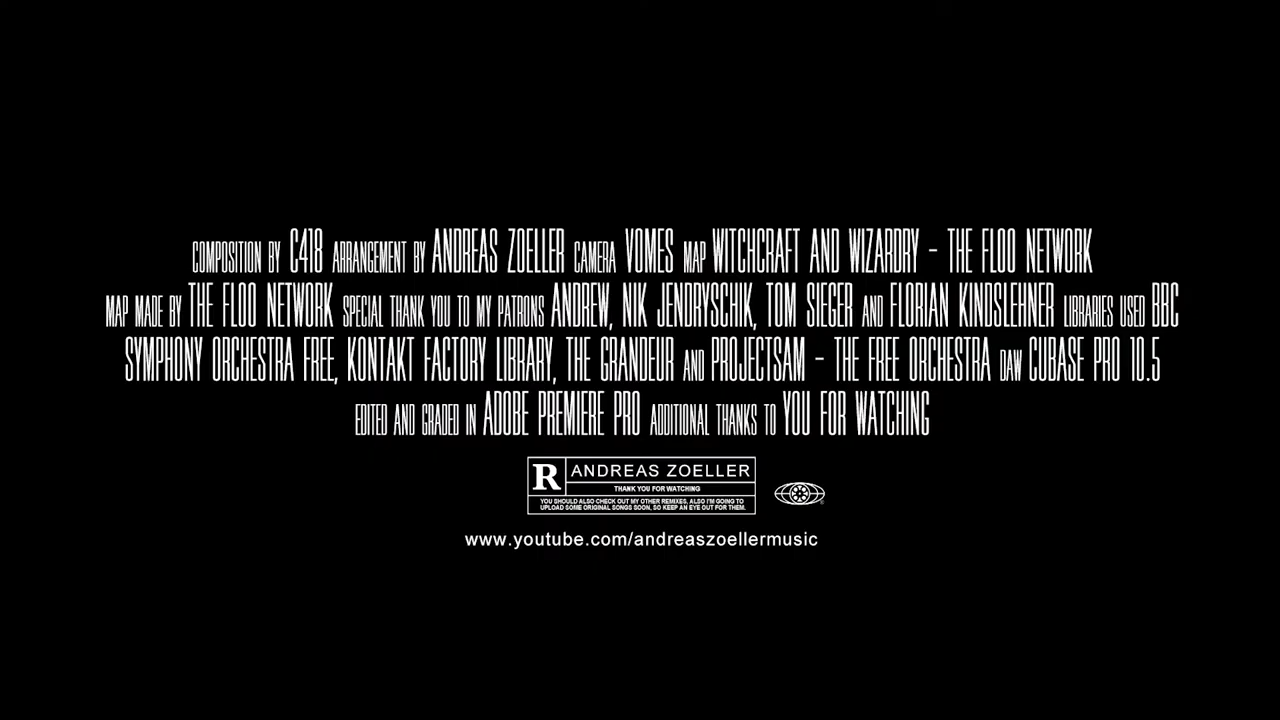 COMPOSITION BY C418 ARRANGEMENT BY ANDREAS ZOELLER CAMERA VOMES MAP WITCHCRAFT AND WIZARDRY - THE FLOO NETWORK
MAP MADE BY THE FLOO NETWORK SPECIAL THANK YOU TO MY PATRONS ANDREW, NIK JENDRYSCHIK, TOM SIEGER AND FLORIAN KINDSLEHNER LIBRARIES USED BBC
SYMPHONY ORCHESTRA FREE, KONTAKT FACTORY LIBRARY, THE GRANDEUR AND PROJECTSAM - THE FREE ORCHESTRA DAW CUBASE PRO 10.5
EDITED AND GRADED IN ADOBE PREMIERE PRO ADDITIONAL THANKS TO YOU FOR WATCHING
R ANDREAS ZOELLER
THANK YOU FOR WATCHING
YOU SHOULD ALSO CHECK OUT MY OTHER REMIXES, ALSO I'M GOING TO
UPLOAD SOME ORIGINAL SONGS SOON, SO KEEP AN EYE OUT FOR THEM.
www.youtube.com/andreaszoellermusic